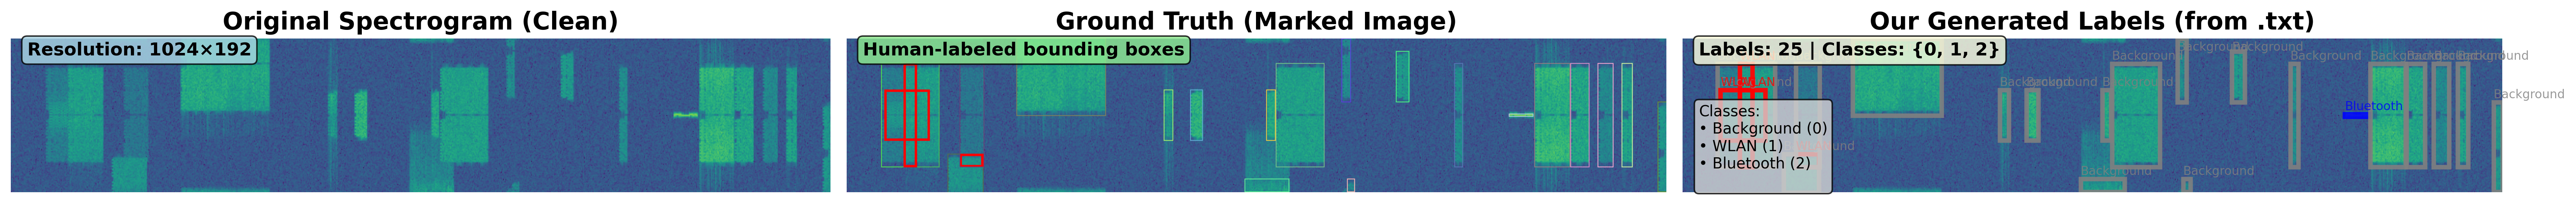 Original Spectrogram (Clean)
Resolution: 1024×192
Ground Truth (Marked Image)
Human-labeled bounding boxes
Our Generated Labels (from .txt)
Labels: 25 | Classes: {0, 1, 2}
Background
Background
Background
Background
Background
Background
Background
Background
Background
Background
Background
Background
Bluetooth
Classes:
• Background (0)
• WLAN (1)
• Bluetooth (2)
Background
Background